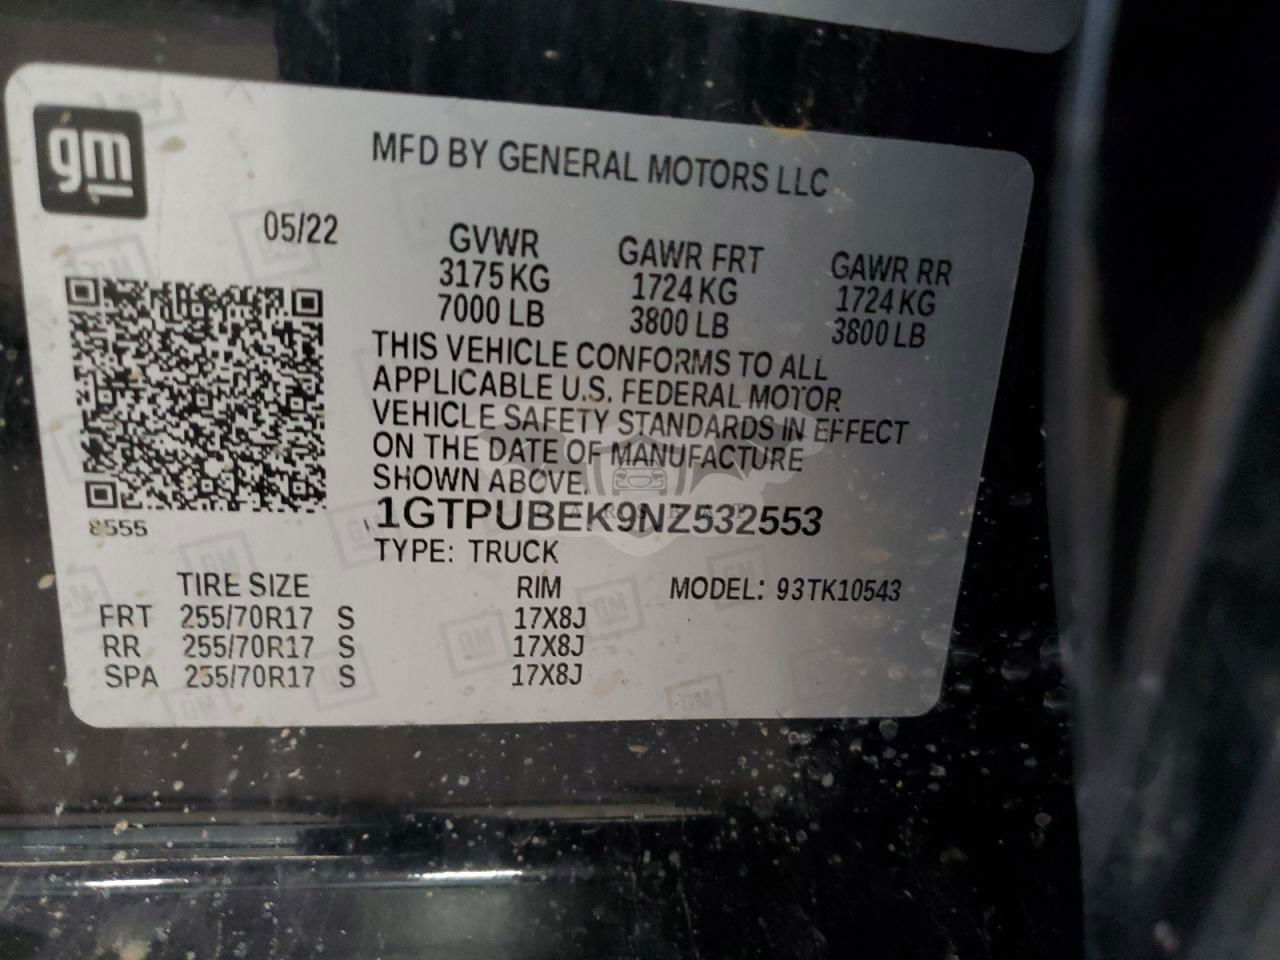 gm
MFD BY GENERAL MOTORS LLC
05/22
GVWR GAWR FRT GAWR RR
3175 KG 1724 KG 1724 KG
7000 LB 3800 LB 3800 LB
THIS VEHICLE CONFORMS TO ALL
APPLICABLE U.S. FEDERAL MOTOR
VEHICLE SAFETY STANDARDS IN EFFECT
ON THE DATE OF MANUFACTURE
SHOWN ABOVE.
1GTPUBEK9NZ532553
8555
TYPE: TRUCK
TIRE SIZE RIM MODEL: 93TK10543
FRT 255/70R17 S 17X8J
RR 255/70R17 S 17X8J
SPA 255/70R17 S 17X8J